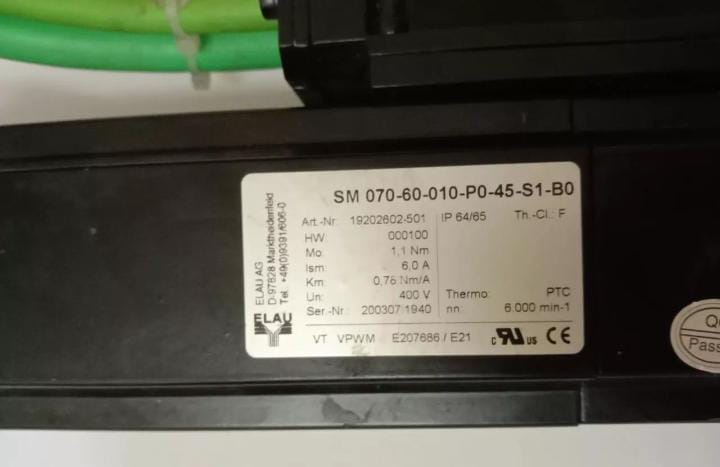 SM 070-60-010-P0-45-S1-B0
Art.-Nr: 19202602-501 IP 64/65 Th.-Cl.: F
HW: 000100
Mo: 1,1 Nm
Ism: 6,0 A
Km: 0,76 Nm/A
Un: 400 V Thermo: PTC
Ser.-Nr.: 200307 1940 nn: 6.000 min-1
VT VPWM E207686 / E21 c RU us CE
ELAU AG
D-97828 Marktheidenfeld
Tel. +49(0)9391/606-0
ELAU
Pass